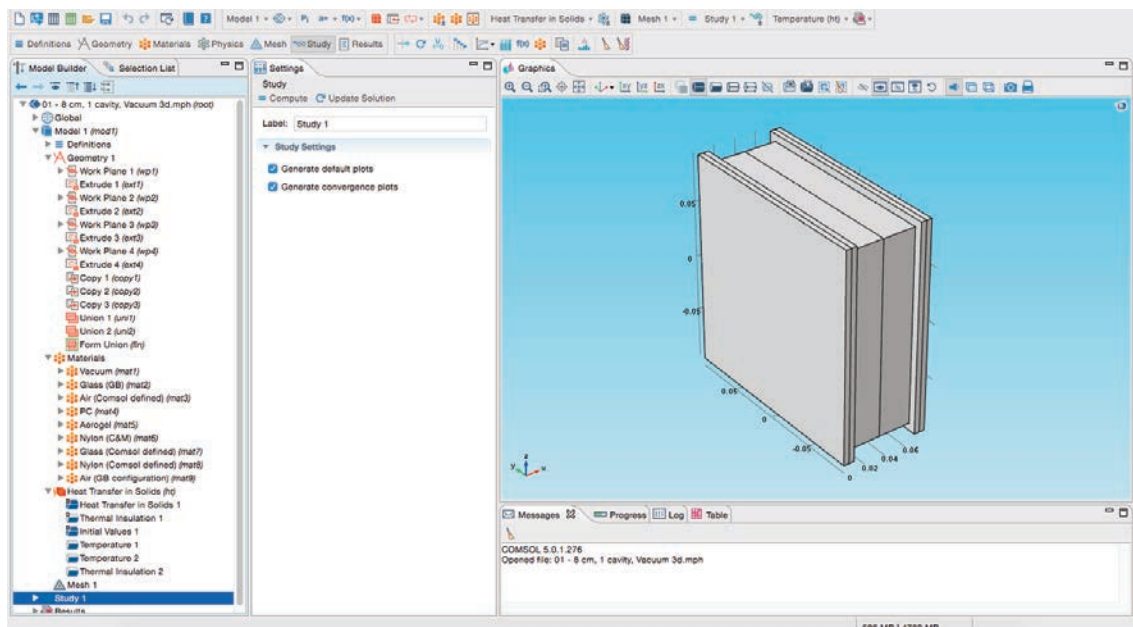 Model 1
Pi
a=
f(x)
Heat Transfer in Solids
Mesh 1
Study 1
Temperature (ht)
Definitions Geometry Materials Physics Mesh Study Results
Model Builder Selection List
01 - 8 cm, 1 cavity, Vacuum 3d.mph (root)
Global
Model 1 (mod1)
Definitions
Geometry 1
Work Plane 1 (wp1)
Extrude 1 (ext1)
Work Plane 2 (wp2)
Extrude 2 (ext2)
Work Plane 3 (wp3)
Extrude 3 (ext3)
Work Plane 4 (wp4)
Extrude 4 (ext4)
Copy 1 (copy1)
Copy 2 (copy2)
Copy 3 (copy3)
Union 1 (uni1)
Union 2 (uni2)
Form Union (fin)
Materials
Vacuum (mat1)
Glass (GB) (mat2)
Air (Comsol defined) (mat3)
PC (mat4)
Aerogel (mat5)
Nylon (C&M) (mat6)
Glass (Comsol defined) (mat7)
Nylon (Comsol defined) (mat8)
Air (GB configuration) (mat9)
Heat Transfer in Solids (ht)
Heat Transfer in Solids 1
Thermal Insulation 1
Initial Values 1
Temperature 1
Temperature 2
Thermal Insulation 2
Mesh 1
Study 1
Results
Settings
Study
Compute Update Solution
Label: Study 1
Study Settings
Generate default plots
Generate convergence plots
Graphics
0.05
0
-0.05
0.05
0
-0.05
0.06
0.04
0.02
0
z
y x
Messages Progress Log Table
COMSOL 5.0.1.276
Opened file: 01 - 8 cm, 1 cavity, Vacuum 3d.mph